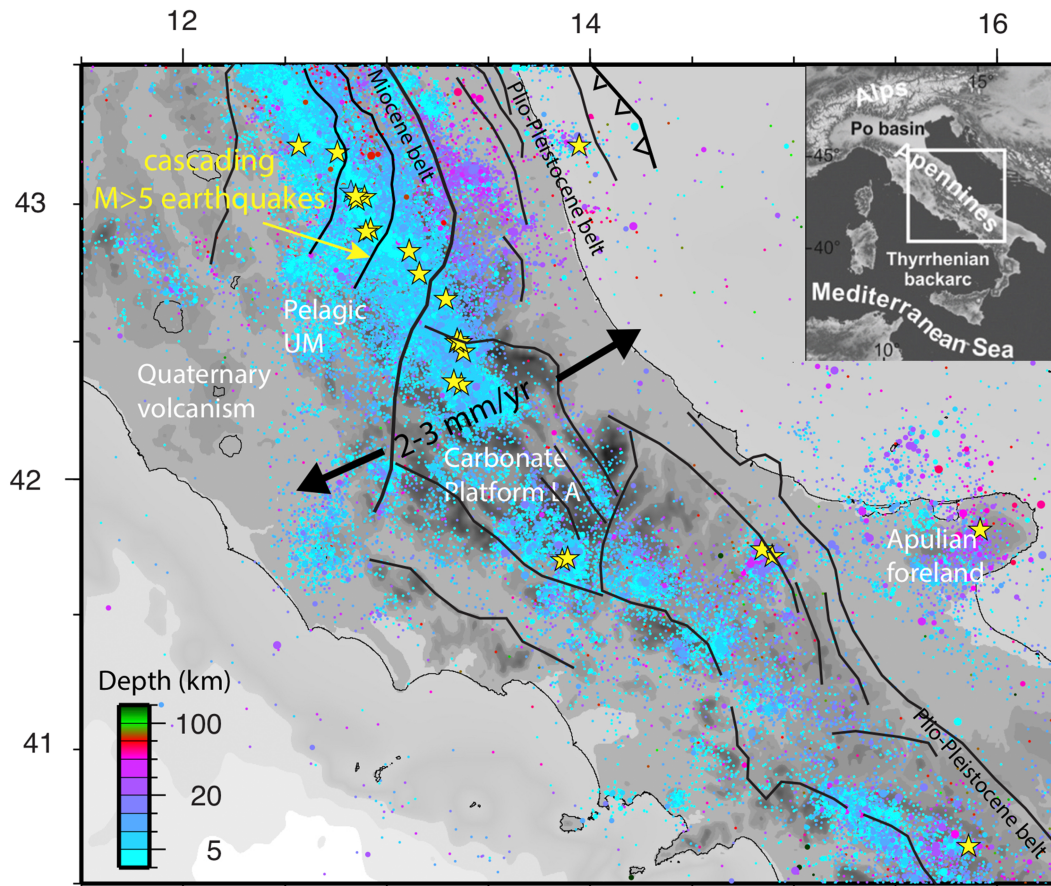 12
14
16
43
42
41
Miocene belt
Plio-Pleistocene belt
cascading
M>5 earthquakes
Pelagic
UM
Quaternary
volcanism
2-3 mm/yr
Carbonate
Platform LA
Apulian
foreland
Plio-Pleistocene belt
Depth (km)
100
20
5
15°
Alps
Po basin
45°
Apennines
40°
Thyrrhenian
backarc
Mediterranean Sea
10°